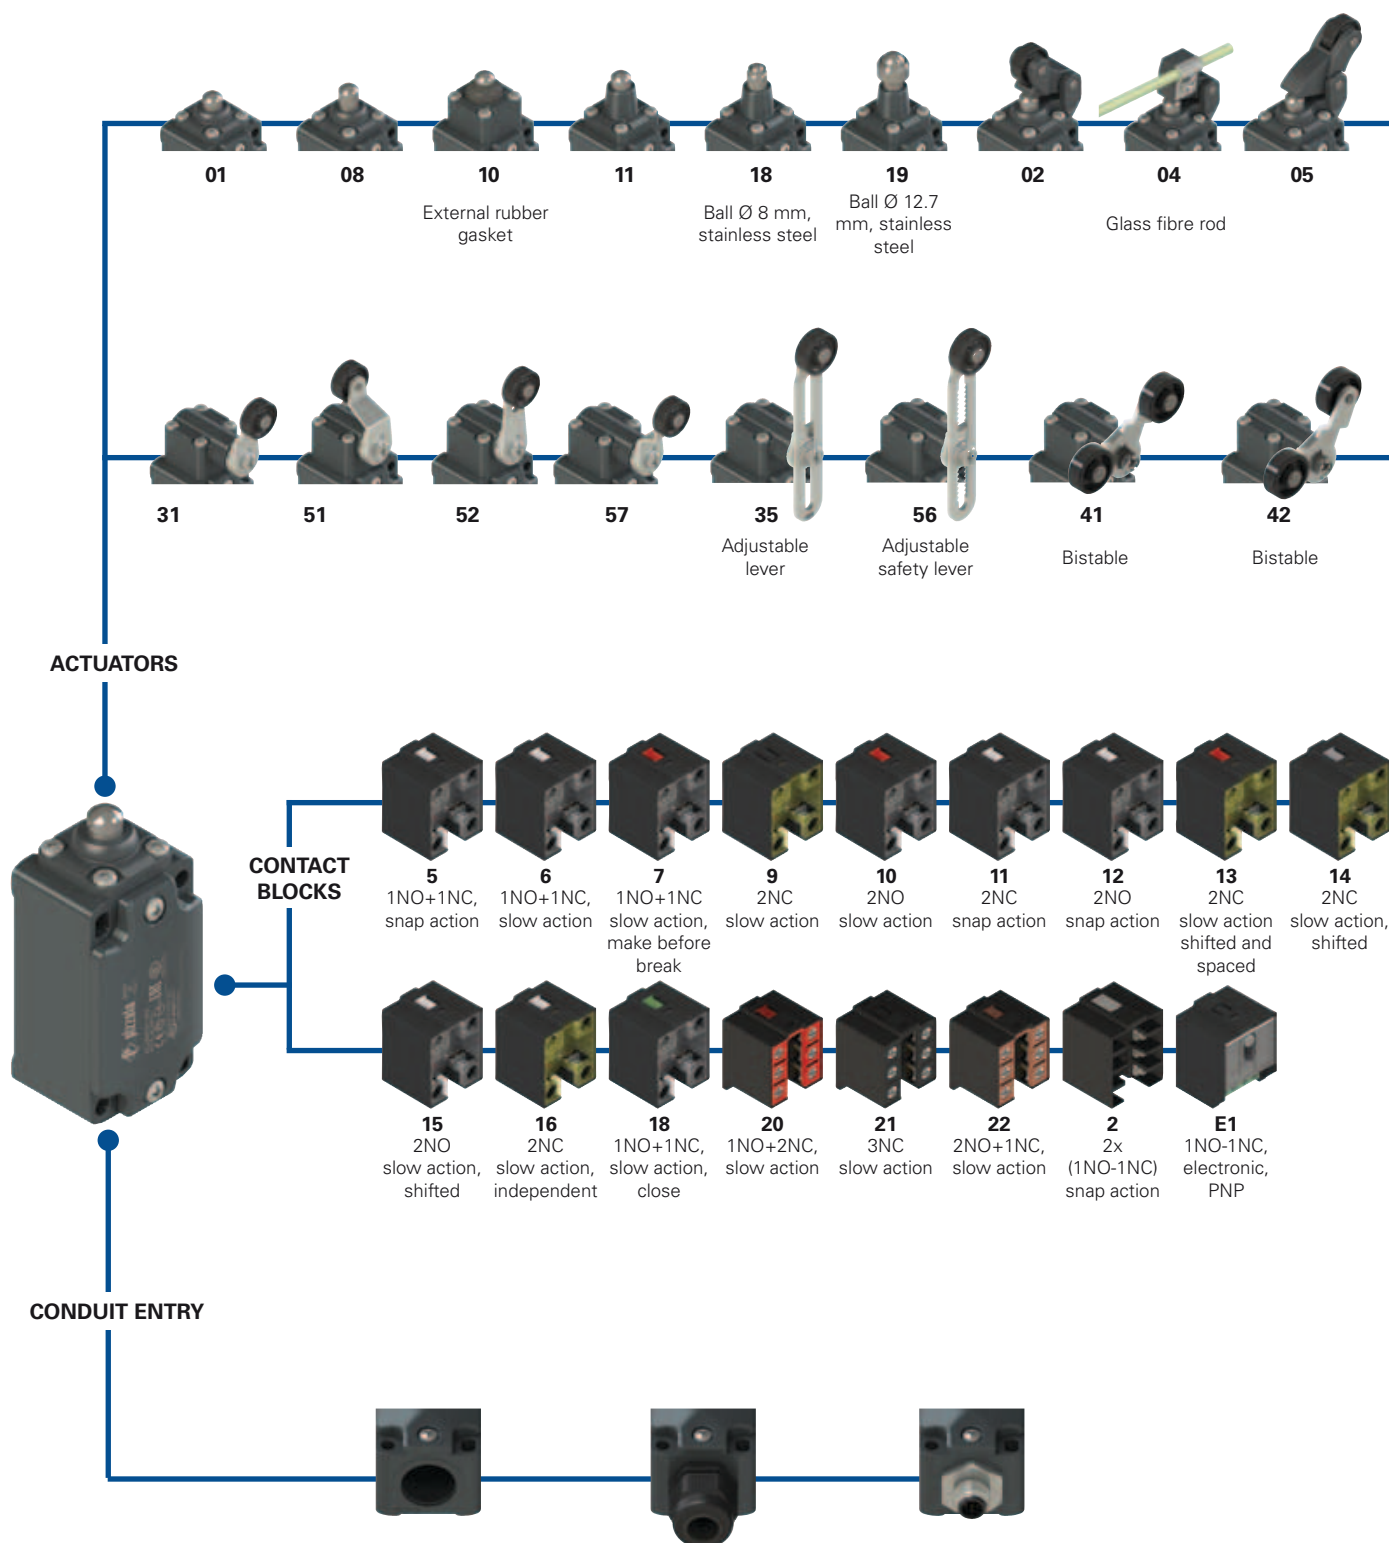 01
08
10
External rubber
gasket
11
18
Ball Ø 8 mm,
stainless steel
19
Ball Ø 12.7
mm, stainless
steel
02
04
Glass fibre rod
05
31
51
52
57
35
Adjustable
lever
56
Adjustable
safety lever
41
Bistable
42
Bistable
ACTUATORS
CONTACT
BLOCKS
5
1NO+1NC,
snap action
6
1NO+1NC,
slow action
7
1NO+1NC
slow action,
make before
break
9
2NC
slow action
10
2NO
slow action
11
2NC
snap action
12
2NO
snap action
13
2NC
slow action
shifted and
spaced
14
2NC
slow action,
shifted
pizzato
15
2NO
slow action,
shifted
16
2NC
slow action,
independent
18
1NO+1NC,
slow action,
close
20
1NO+2NC,
slow action
21
3NC
slow action
22
2NO+1NC,
slow action
2
2x
(1NO-1NC)
snap action
E1
1NO-1NC,
electronic,
PNP
CONDUIT ENTRY